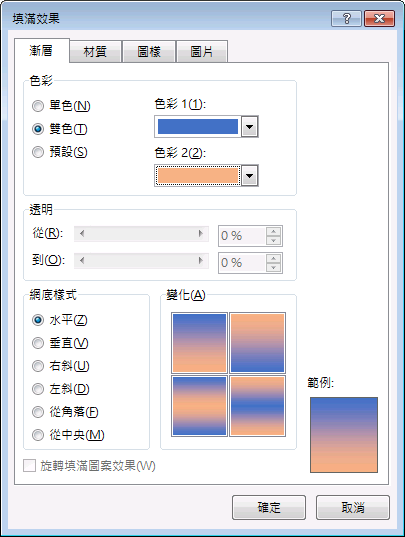 填滿效果
漸層 材質 圖樣 圖片
色彩
單色(N)
雙色(T)
預設(S)
色彩 1(1):
色彩 2(2):
透明
從(R): 0 %
到(O): 0 %
網底樣式
水平(Z)
垂直(V)
右斜(U)
左斜(D)
從角落(F)
從中央(M)
變化(A)
範例:
旋轉填滿圖案效果(W)
確定 取消